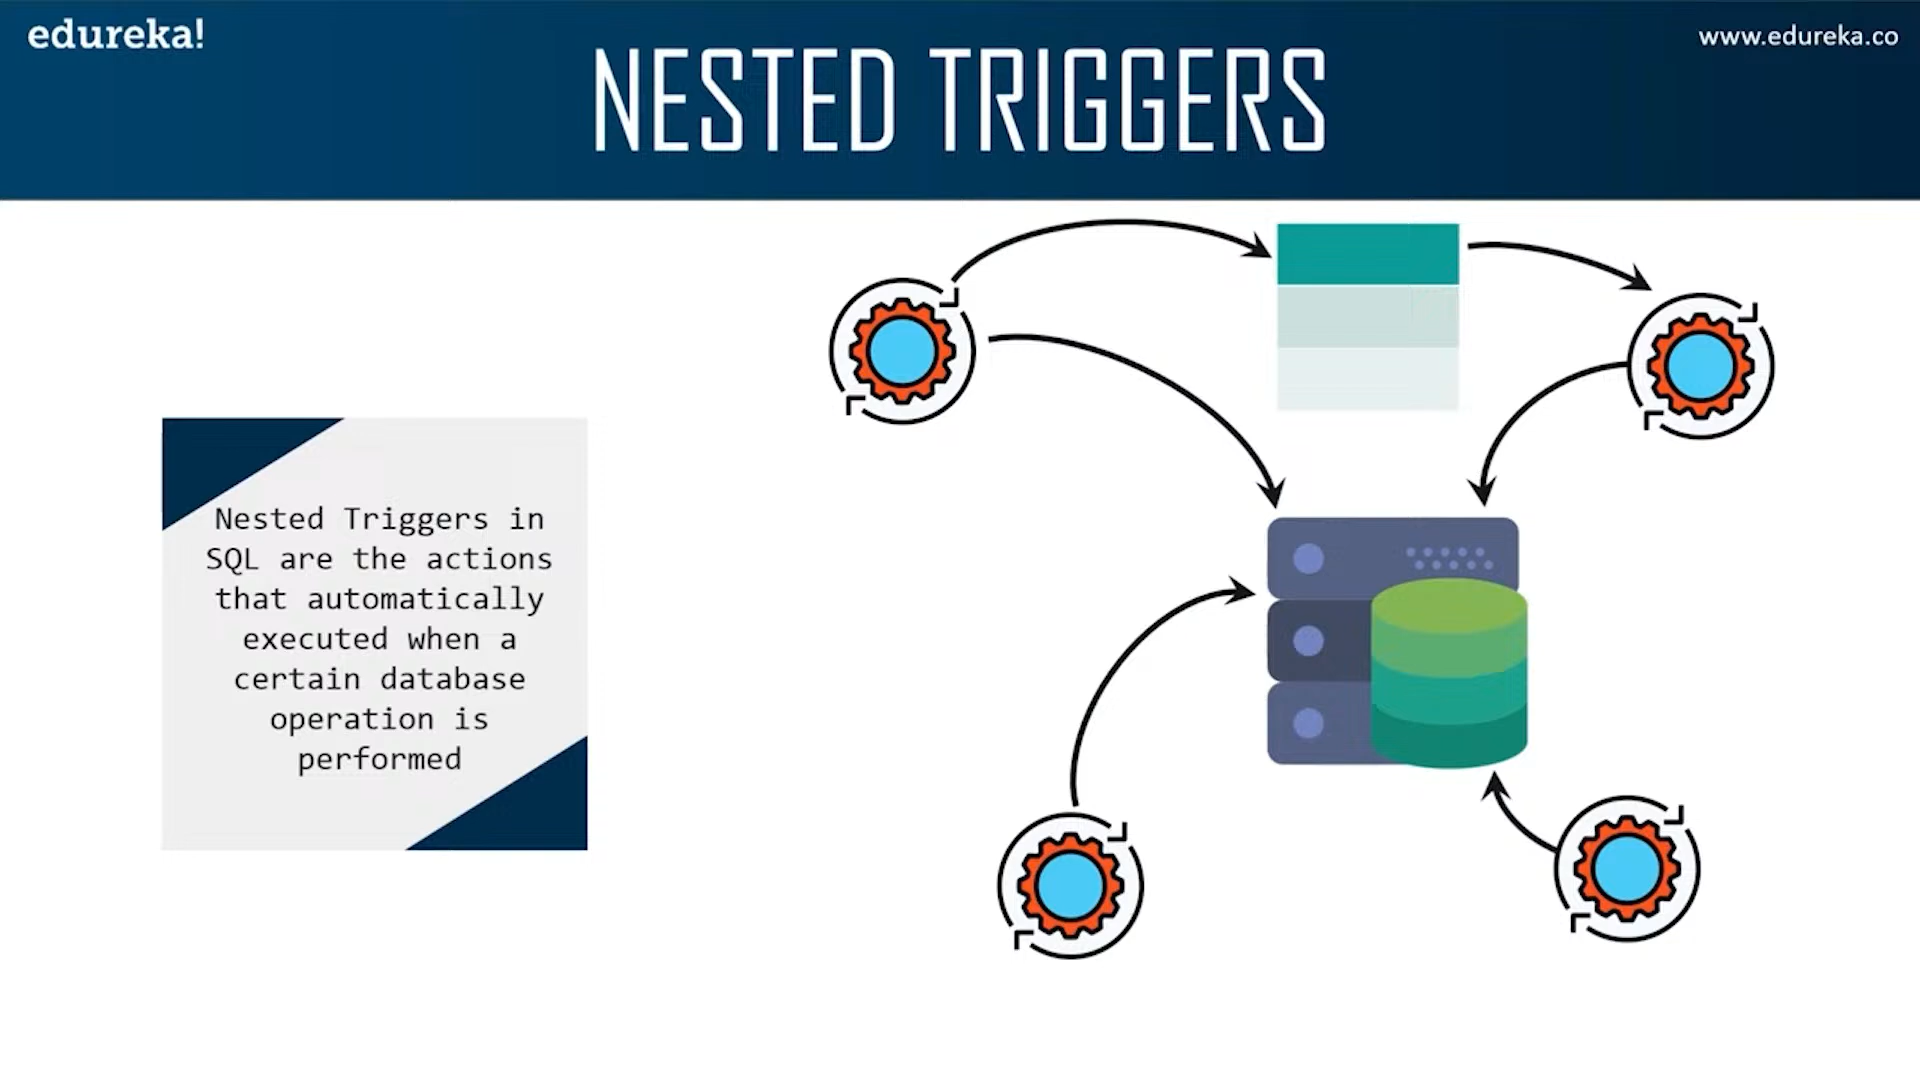 edureka!
www.edureka.co
NESTED TRIGGERS
Nested Triggers in
SQL are the actions
that automatically
executed when a
certain database
operation is
performed